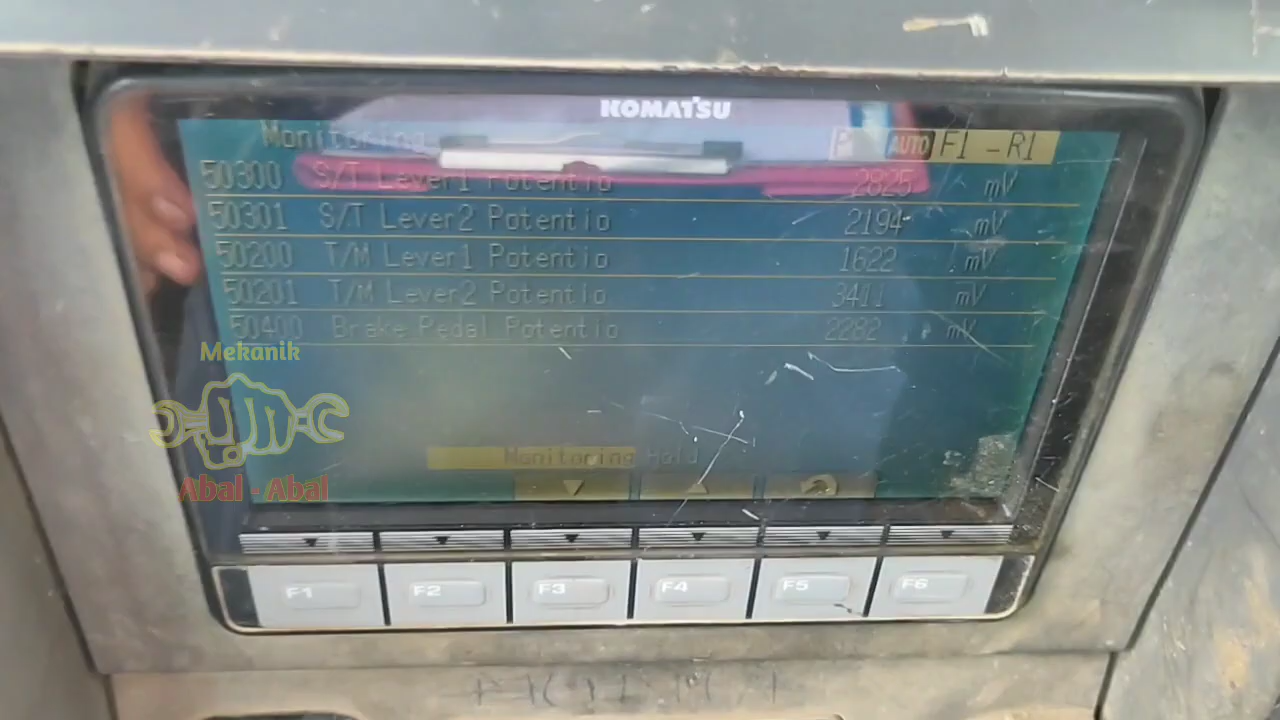 KOMATSU
Monitoring AUTO F1 - R1
50300 S/T Lever1 Potentio 2825 mV
50301 S/T Lever2 Potentio 2194 mV
50200 T/M Lever1 Potentio 1622 mV
50201 T/M Lever2 Potentio 3411 mV
50400 Brake Pedal Potentio 2282 mV
Mekanik
Abal - Abal
Monitoring Hold
F1 F2 F3 F4 F5 F6